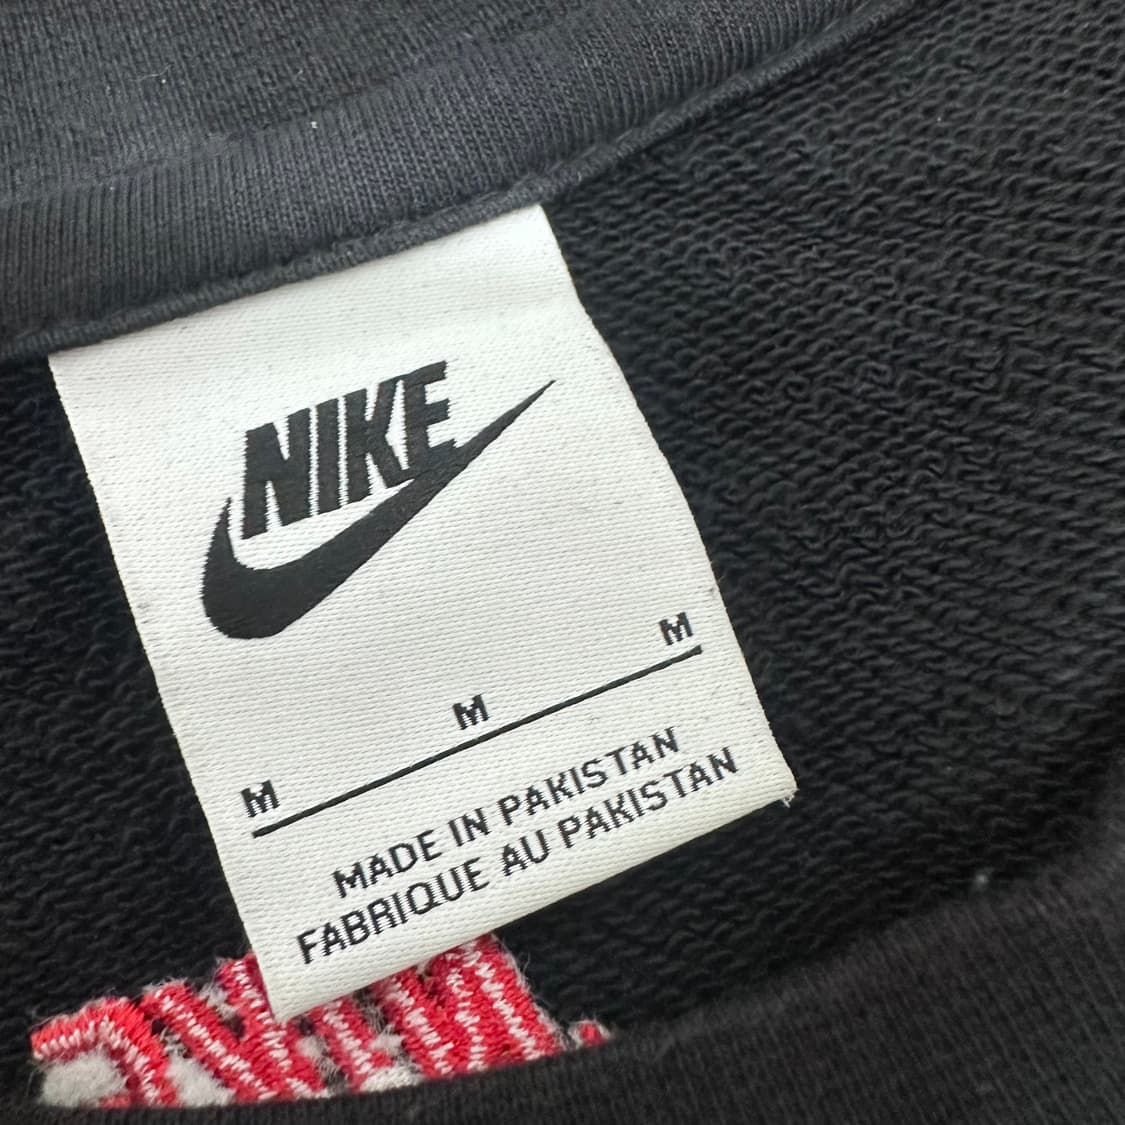 NIKE
M M M
MADE IN PAKISTAN
FABRIQUE AU PAKISTAN